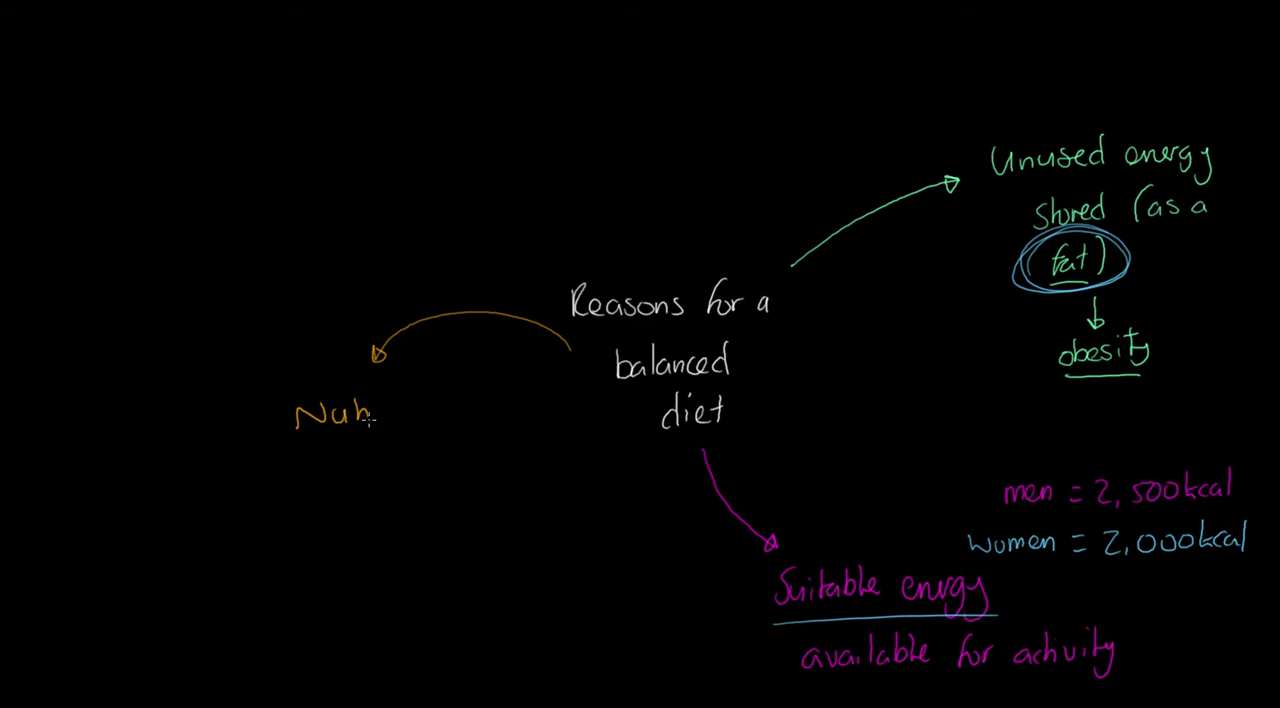 Reasons for a
balanced
diet
Unused energy
stored (as a
fat)
obesity
men = 2,500kcal
women = 2,000kcal
Suitable energy
available for activity